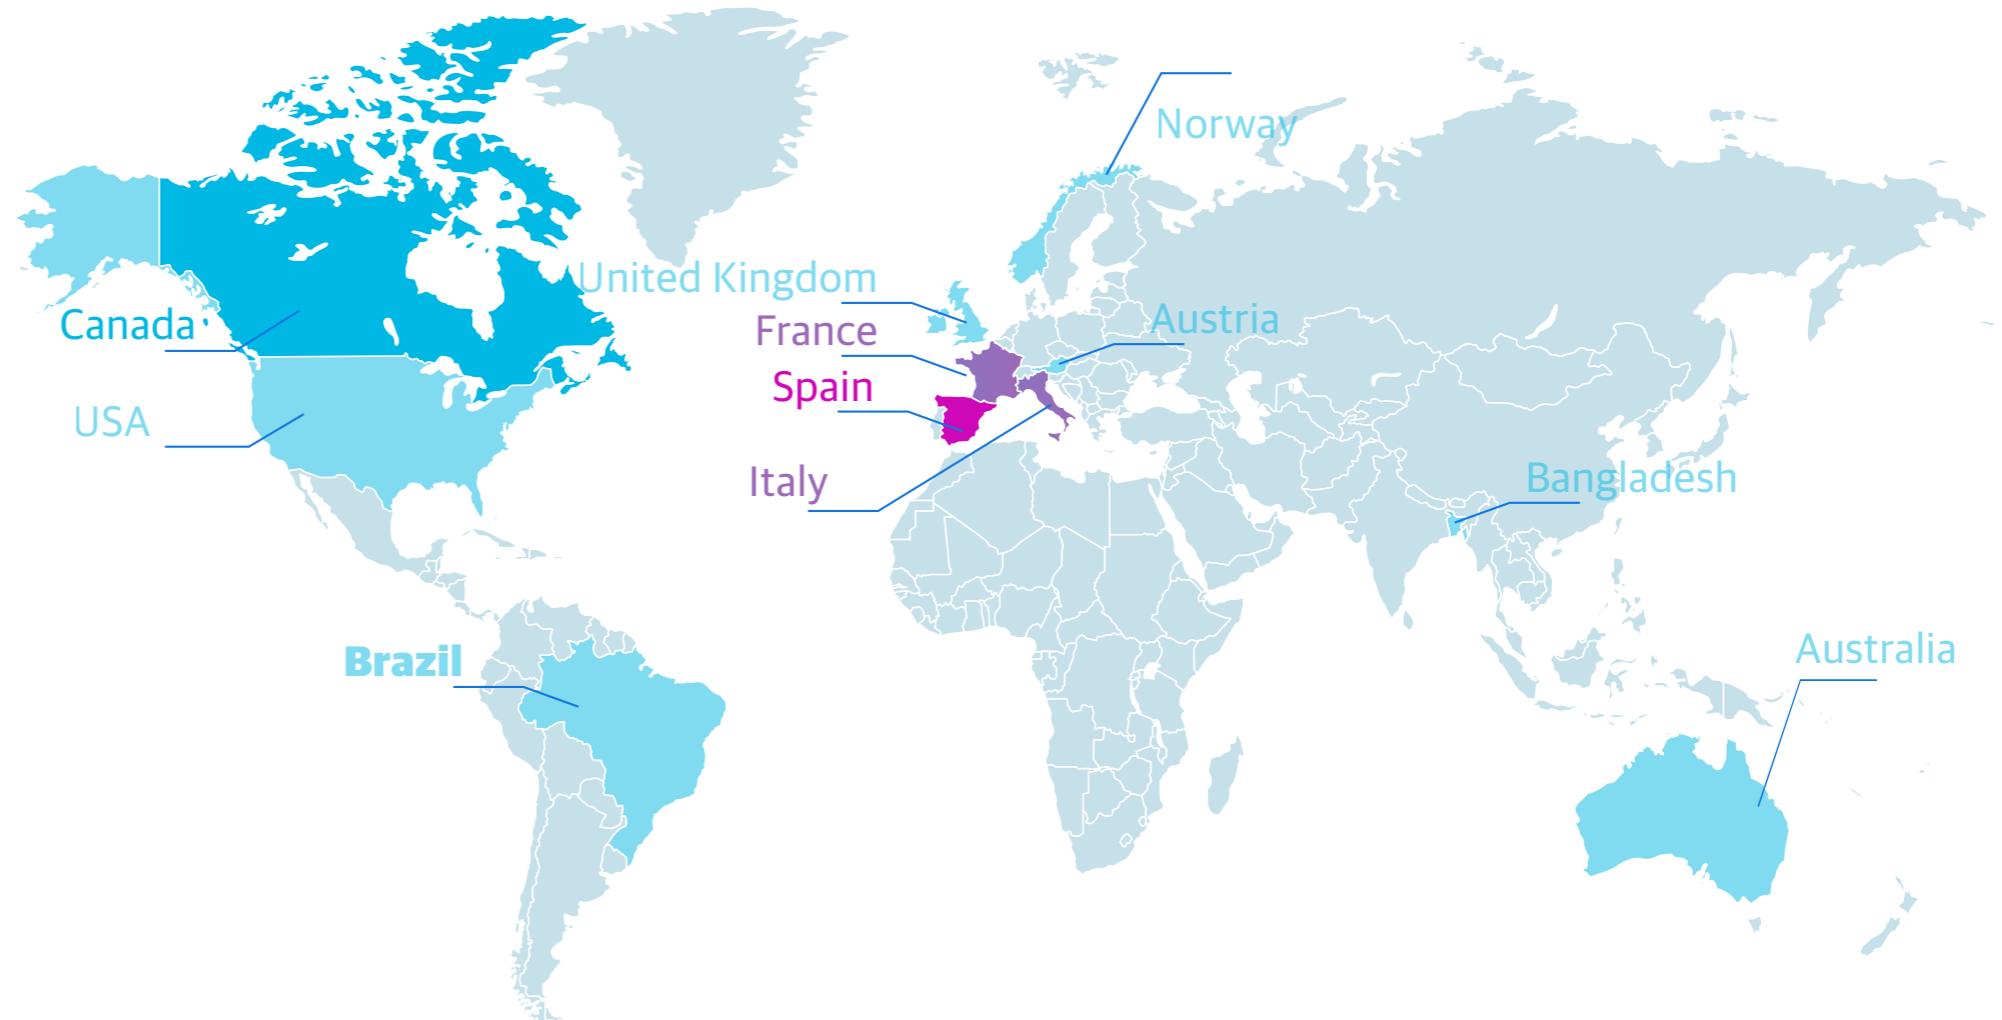 Norway
United Kingdom
Canada
France
Austria
Spain
USA
Italy
Bangladesh
Brazil
Australia